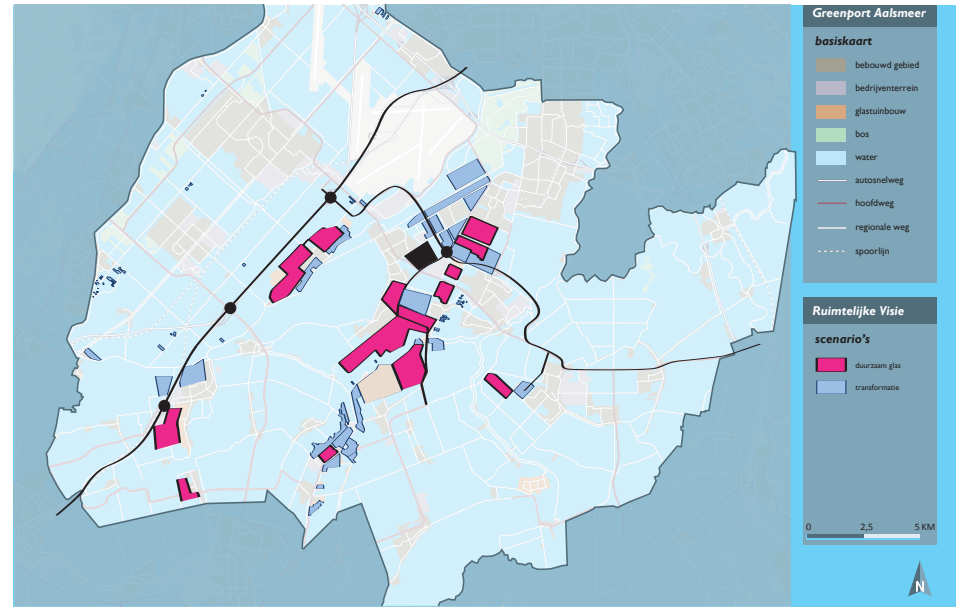 Greenport Aalsmeer
basiskaart
bebouwd gebied
bedrijventerrein
glastuinbouw
bos
water
autosnelweg
hoofdweg
regionale weg
spoorlijn
Ruimtelijke Visie
scenario's
duurzaam glas
transformatie
0 2,5 5 KM
N